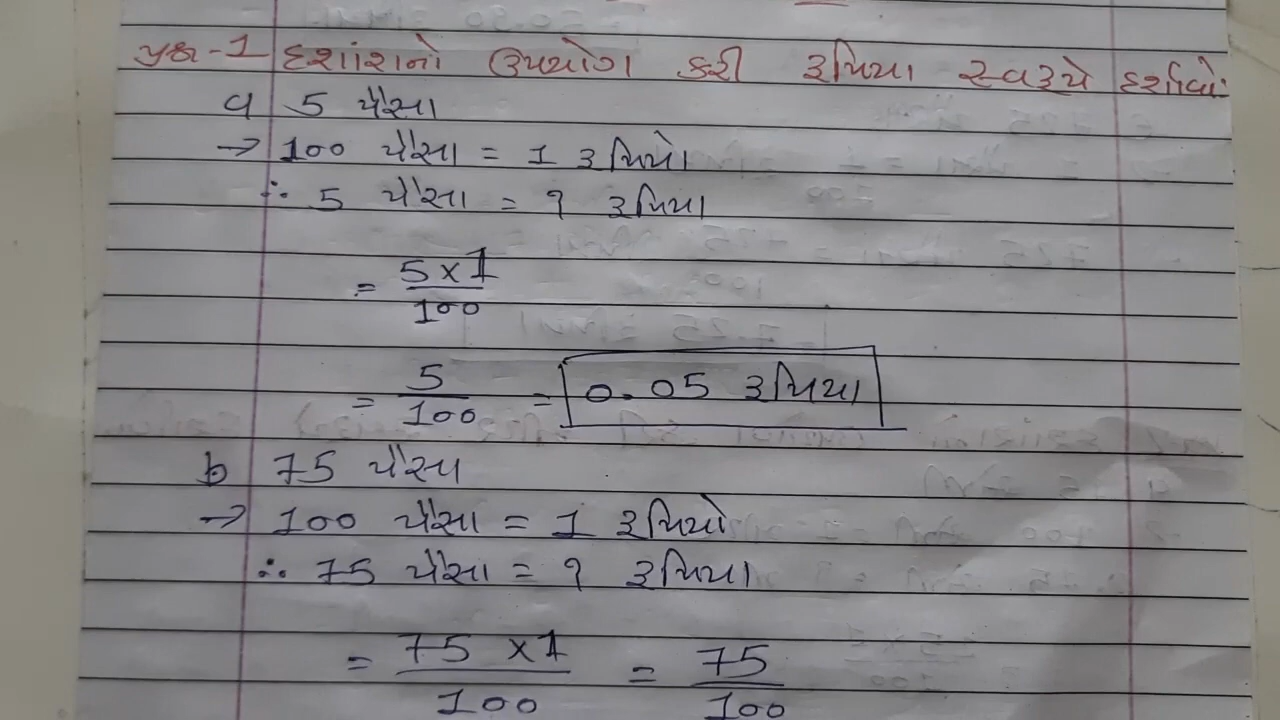 પ્રશ્ન-1 દશાંશનો ઉપયોગ કરી રૂપિયા સ્વરૂપે દર્શાવો:
a 5 પૈસા
→ 100 પૈસા = 1 રૂપિયો
∴ 5 પૈસા = ? રૂપિયા
= 5 x 1 / 100
= 5 / 100 = 0.05 રૂપિયા
b 75 પૈસા
→ 100 પૈસા = 1 રૂપિયો
∴ 75 પૈસા = ? રૂપિયા
= 75 x 1 / 100 = 75 / 100